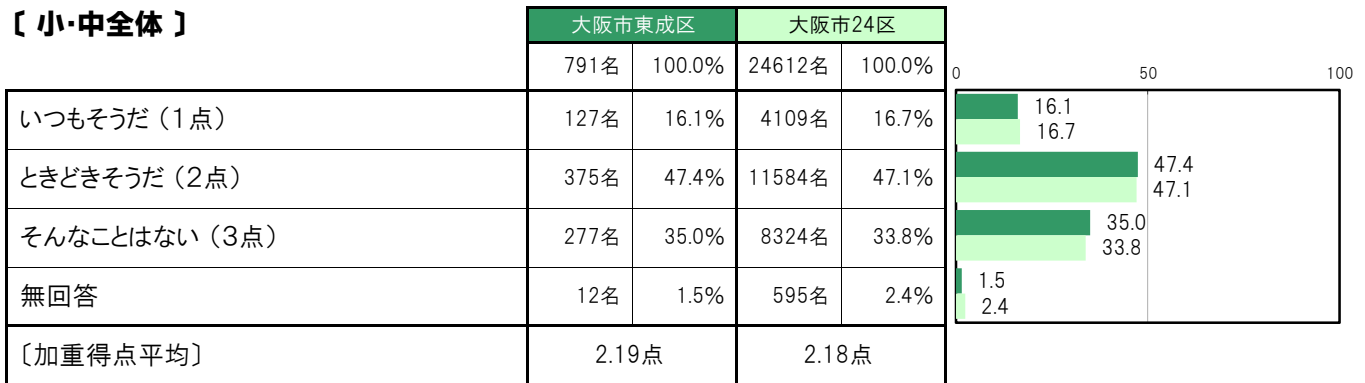 〔 小・中全体 〕
大阪市東成区 大阪市24区
791名 100.0% 24612名 100.0%
0 50 100
いつもそうだ（１点） 127名 16.1% 4109名 16.7%
16.1
16.7
ときどきそうだ（２点） 375名 47.4% 11584名 47.1%
47.4
47.1
そんなことはない（３点） 277名 35.0% 8324名 33.8%
35.0
33.8
無回答 12名 1.5% 595名 2.4%
1.5
2.4
〔加重得点平均〕 2.19点 2.18点